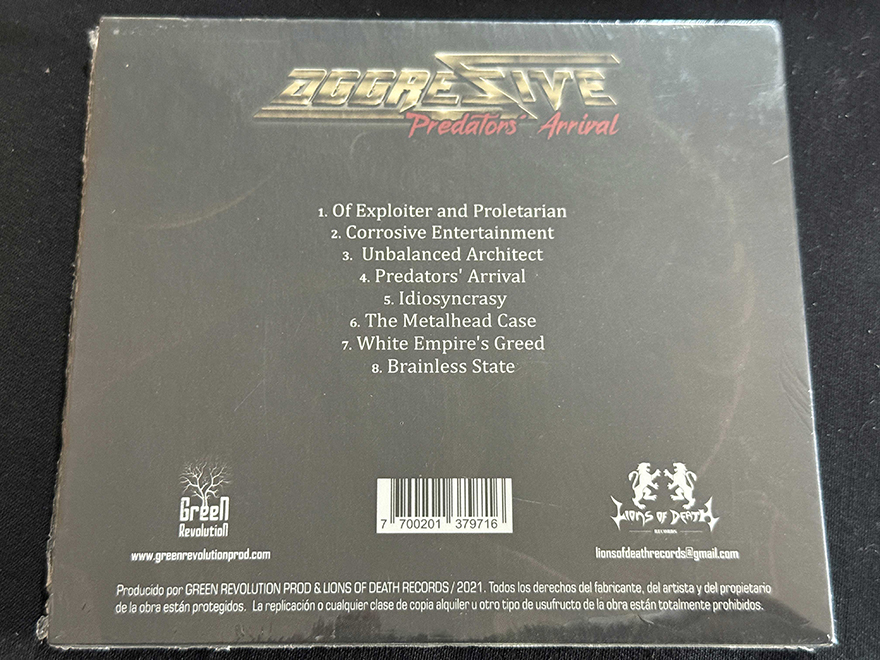 AGGRESIVE
Predators' Arrival
1. Of Exploiter and Proletarian
2. Corrosive Entertainment
3. Unbalanced Architect
4. Predators' Arrival
5. Idiosyncrasy
6. The Metalhead Case
7. White Empire's Greed
8. Brainless State
Green
Revolution
www.greenrevolutionprod.com
7 700201 379716
Lions of Death
RECORDS
lionsofdeathrecords@gmail.com
Producido por GREEN REVOLUTION PROD & LIONS OF DEATH RECORDS / 2021. Todos los derechos del fabricante, del artista y del propietario
de la obra están protegidos. La replicación o cualquier clase de copia alquiler u otro tipo de usufructo de la obra están totalmente prohibidos.